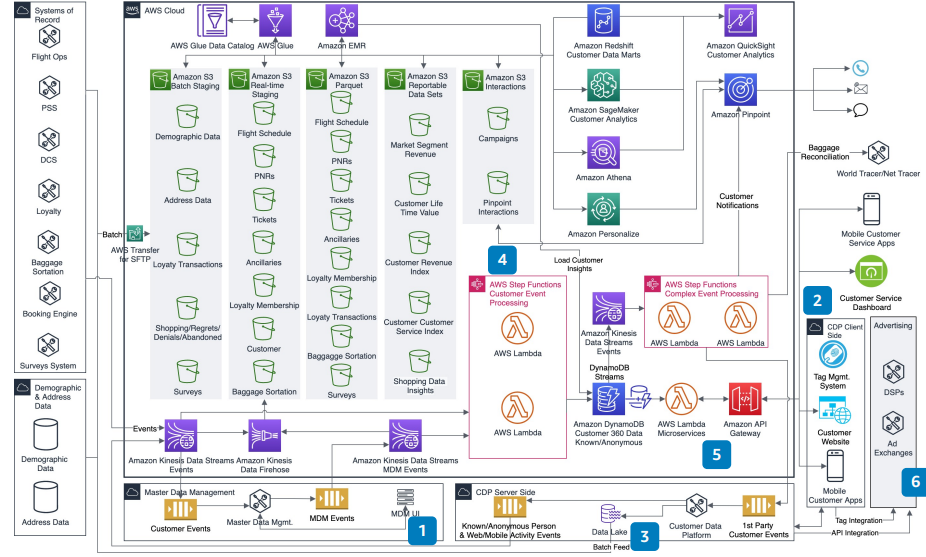 Systems of
Record
Flight Ops
PSS
DCS
Loyalty
Baggage
Sortation
Booking Engine
Surveys System
Demographic
& Address
Data
Demographic
Data
Address Data
aws
AWS Cloud
AWS Glue Data Catalog
AWS Glue
Amazon EMR
Batch
AWS Transfer
for SFTP
Events
Amazon S3
Batch Staging
Demographic Data
Address Data
Loyaty Transactions
Shopping/Regrets/
Denials/Abandoned
Surveys
Amazon S3
Real-time
Staging
Flight Schedule
PNRs
Tickets
Ancillaries
Loyalty Membership
Customer
Baggage Sortation
Amazon S3
Parquet
Flight Schedule
PNRs
Tickets
Ancillaries
Loyalty Membership
Loyalty Transactions
Baggage Sortation
Surveys
Amazon S3
Reportable
Data Sets
Market Segment
Revenue
Customer Life
Time Value
Customer Revenue
Index
Customer Customer
Service Index
Shopping Data
Insights
Amazon S3
Interactions
Campaigns
Pinpoint
Interactions
4
Amazon Redshift
Customer Data Marts
Amazon SageMaker
Customer Analytics
Amazon Athena
Amazon Personalize
Amazon QuickSight
Customer Analytics
Amazon Pinpoint
Baggage
Reconciliation
World Tracer/Net Tracer
Customer
Notifications
Load Customer
Insights
AWS Step Functions
Customer Event
Processing
AWS Lambda
AWS Lambda
Amazon Kinesis
Data Streams
Events
AWS Step Functions
Complex Event Processing
AWS Lambda
AWS Lambda
DynamoDB
Streams
Amazon DynamoDB
Customer 360 Data
Known/Anonymous
AWS Lambda
Microservices
Amazon API
Gateway
5
Mobile Customer
Service Apps
Customer Service
Dashboard
2
CDP Client
Side
Tag Mgmt.
System
Customer
Website
Mobile
Customer Apps
Advertising
DSPs
Ad
Exchanges
6
Tag Integration
API Integration
Amazon Kinesis Data Streams
Events
Amazon Kinesis
Data Firehose
Amazon Kinesis Data Streams
MDM Events
Master Data Management
Customer Events
Master Data Mgmt.
MDM Events
MDM UI
1
CDP Server Side
Known/Anonymous Person
& Web/Mobile Activity Events
Data Lake
Batch Feed
3
Customer Data
Platform
1st Party
Customer Events